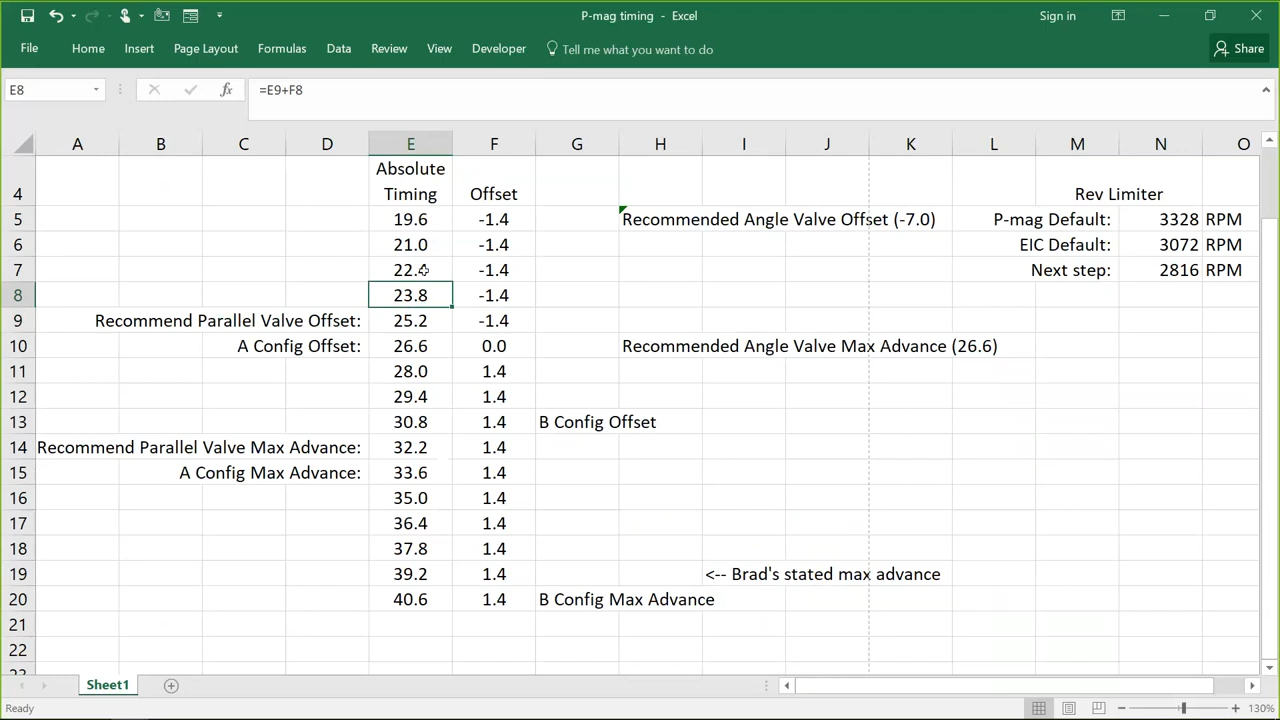 P-mag timing - Excel
Sign in
File Home Insert Page Layout Formulas Data Review View Developer Tell me what you want to do Share
E8 fx =E9+F8
A B C D E F G H I J K L M N O
Absolute
4 Timing Offset Rev Limiter
5 19.6 -1.4 Recommended Angle Valve Offset (-7.0) P-mag Default: 3328 RPM
6 21.0 -1.4 EIC Default: 3072 RPM
7 22.4 -1.4 Next step: 2816 RPM
8 23.8 -1.4
9 Recommend Parallel Valve Offset: 25.2 -1.4
10 A Config Offset: 26.6 0.0 Recommended Angle Valve Max Advance (26.6)
11 28.0 1.4
12 29.4 1.4
13 30.8 1.4 B Config Offset
14 Recommend Parallel Valve Max Advance: 32.2 1.4
15 A Config Max Advance: 33.6 1.4
16 35.0 1.4
17 36.4 1.4
18 37.8 1.4
19 39.2 1.4 <-- Brad's stated max advance
20 40.6 1.4 B Config Max Advance
21
22
23
Sheet1
Ready 130%